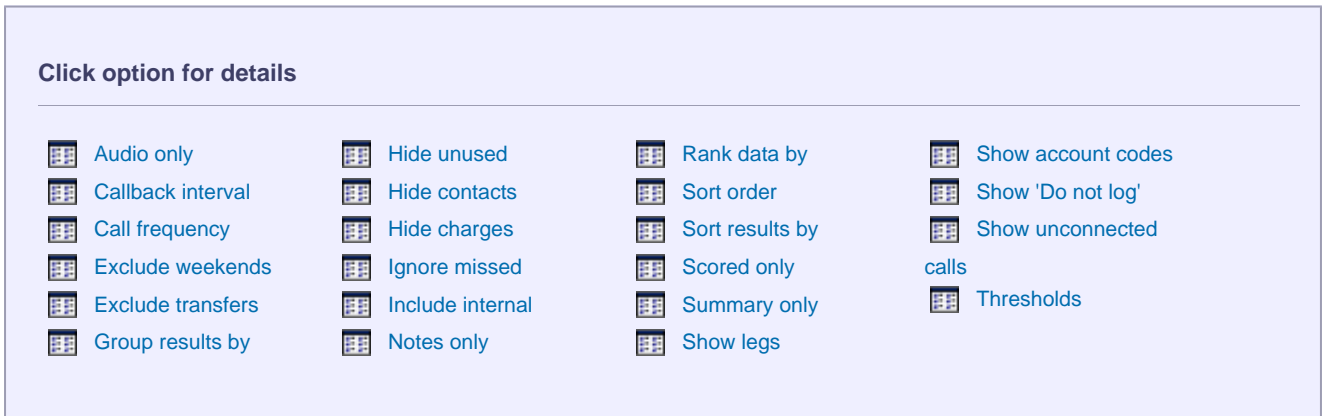 Click option for details
Audio only
Callback interval
Call frequency
Exclude weekends
Exclude transfers
Group results by
Hide unused
Hide contacts
Hide charges
Ignore missed
Include internal
Notes only
Rank data by
Sort order
Sort results by
Scored only
Summary only
Show legs
Show account codes
Show 'Do not log'
Show unconnected
calls
Thresholds